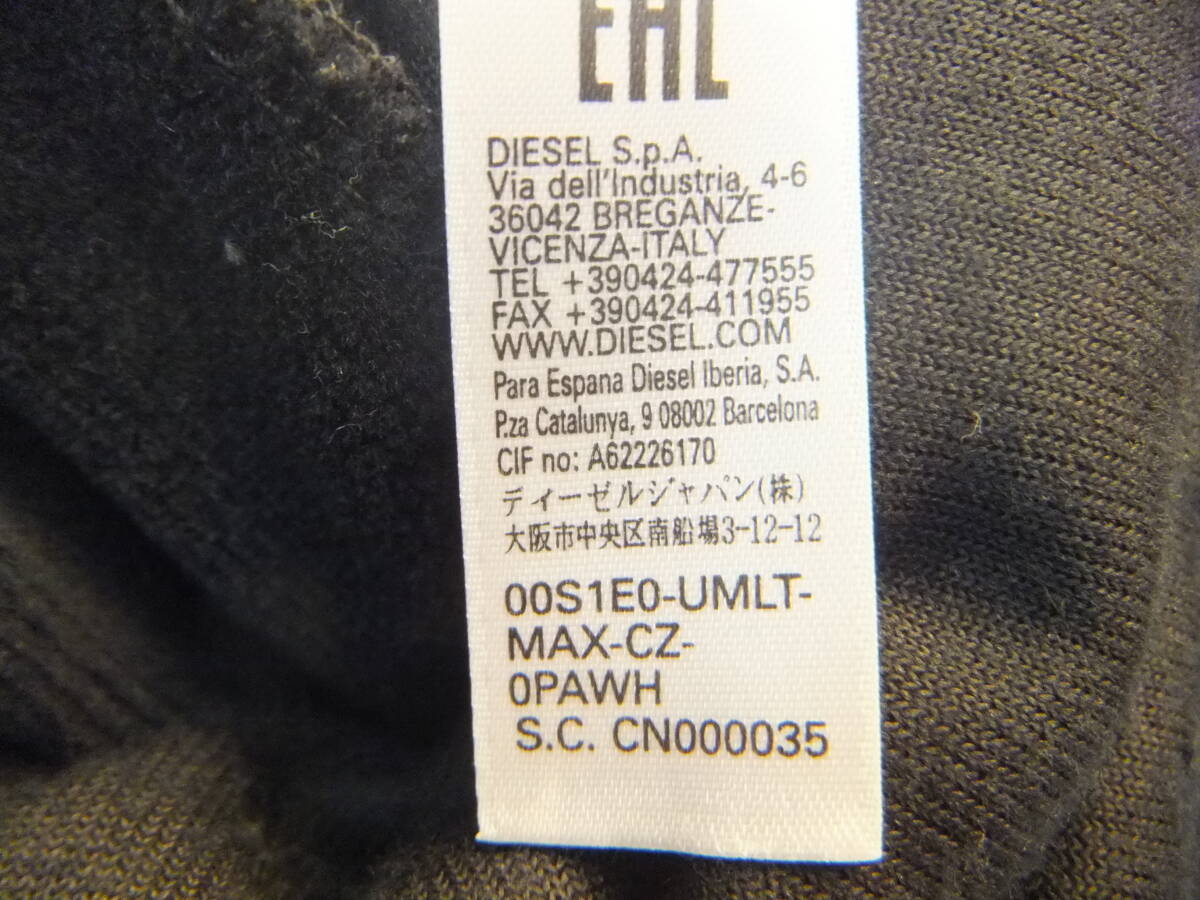 EAC
DIESEL S.p.A.
Via dell'Industria, 4-6
36042 BREGANZE-
VICENZA-ITALY
TEL +390424-477555
FAX +390424-411955
WWW.DIESEL.COM
Para Espana Diesel Iberia, S.A.
P.za Catalunya, 9 08002 Barcelona
CIF no: A62226170
ディーゼルジャパン(株)
大阪市中央区南船場3-12-12
00S1E0-UMLT-
MAX-CZ-
0PAWH
S.C. CN000035